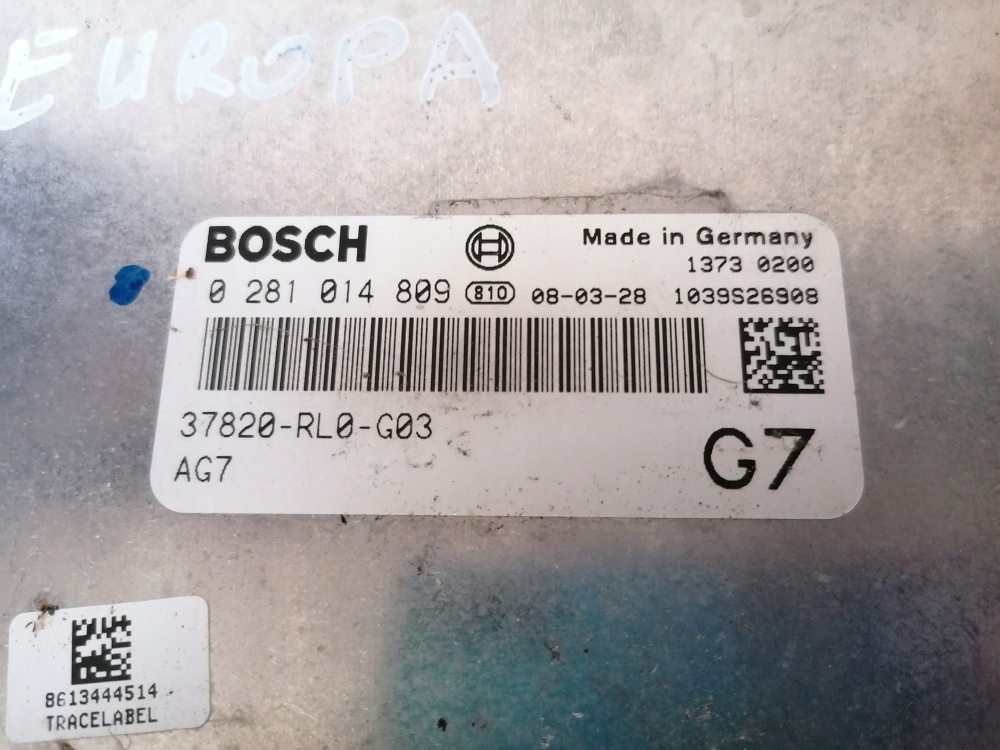 EUROPA
BOSCH
Made in Germany
1373 0200
0 281 014 809 810 08-03-28 1039S26908
37820-RL0-G03
AG7
G7
8613444514
TRACELABEL